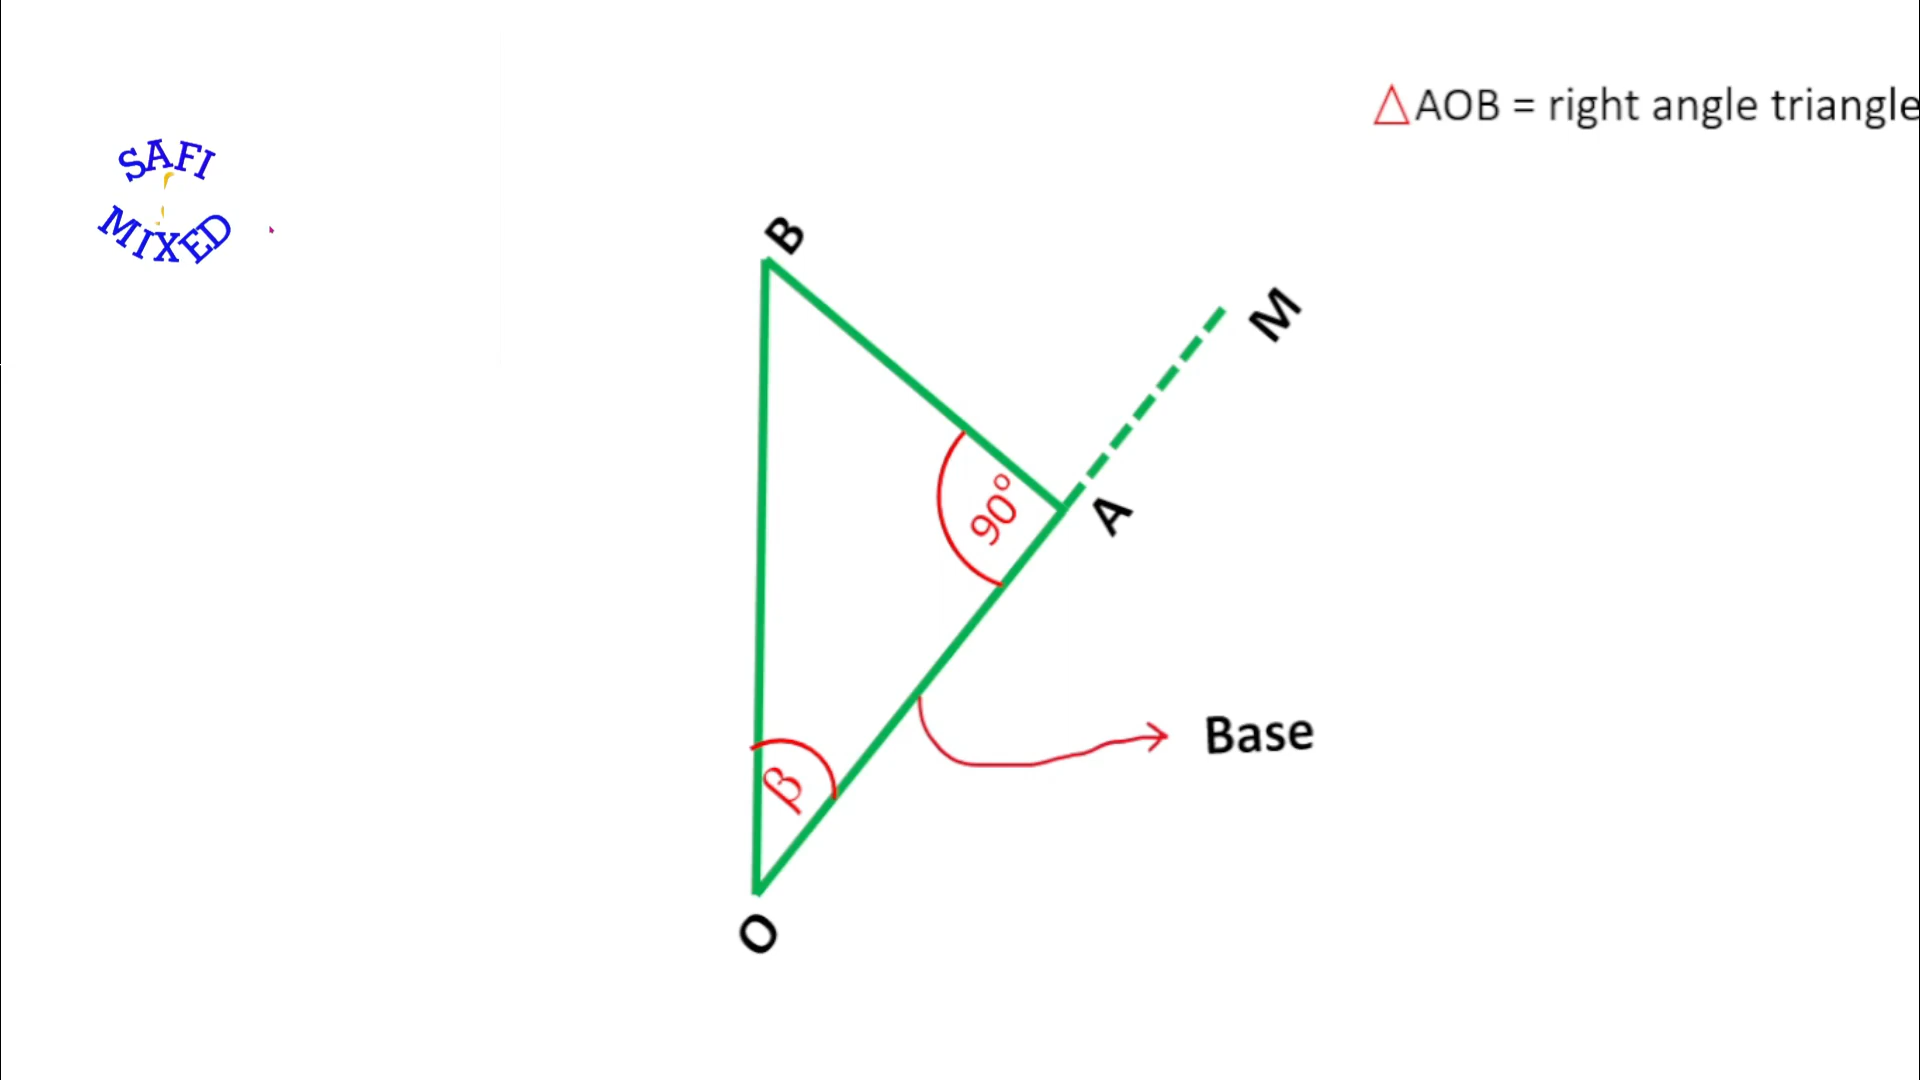 △AOB = right angle triangle
SAFI
MIXED
B
M
90°
A
Base
β
O